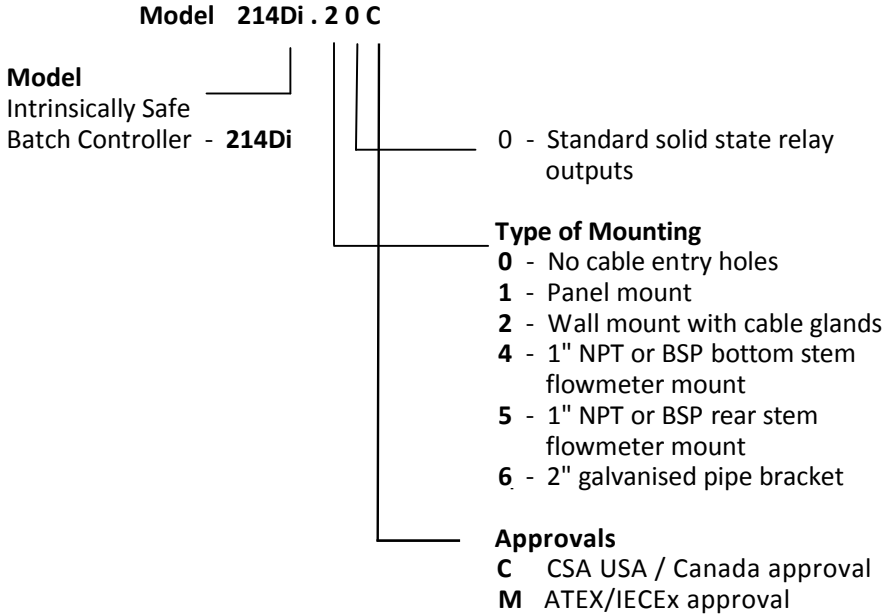 Model 214Di . 2 0 C
Model
Intrinsically Safe
Batch Controller - 214Di
0 - Standard solid state relay
outputs
Type of Mounting
0 - No cable entry holes
1 - Panel mount
2 - Wall mount with cable glands
4 - 1" NPT or BSP bottom stem
flowmeter mount
5 - 1" NPT or BSP rear stem
flowmeter mount
6 - 2" galvanised pipe bracket
Approvals
C CSA USA / Canada approval
M ATEX/IECEx approval